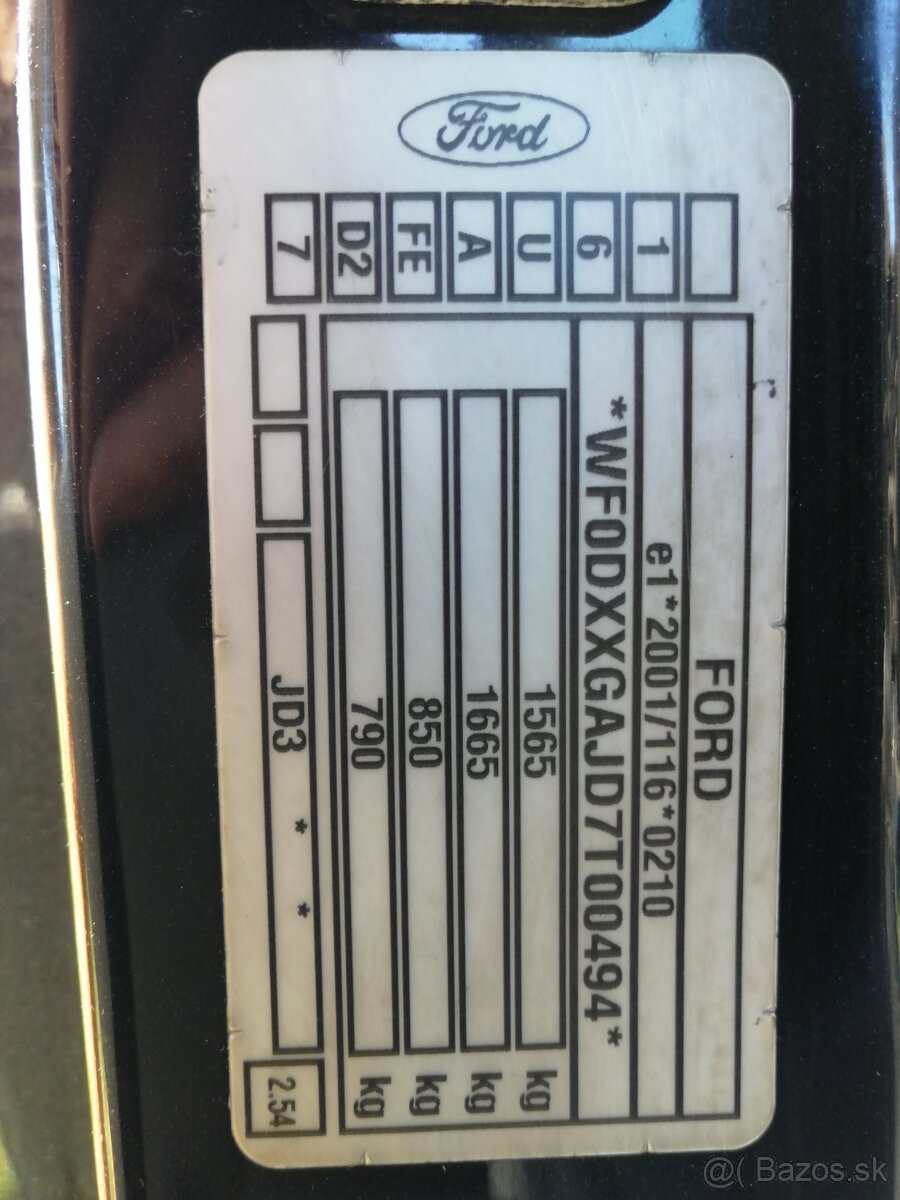 Ford
FORD
1 e1*2001/116*0210
6 *WF0DXXGAJD7T00494*
U 1565 kg
A 1665 kg
FE 850 kg
D2 790 kg
7 JD3 * * 2.54
@( Bazos.sk